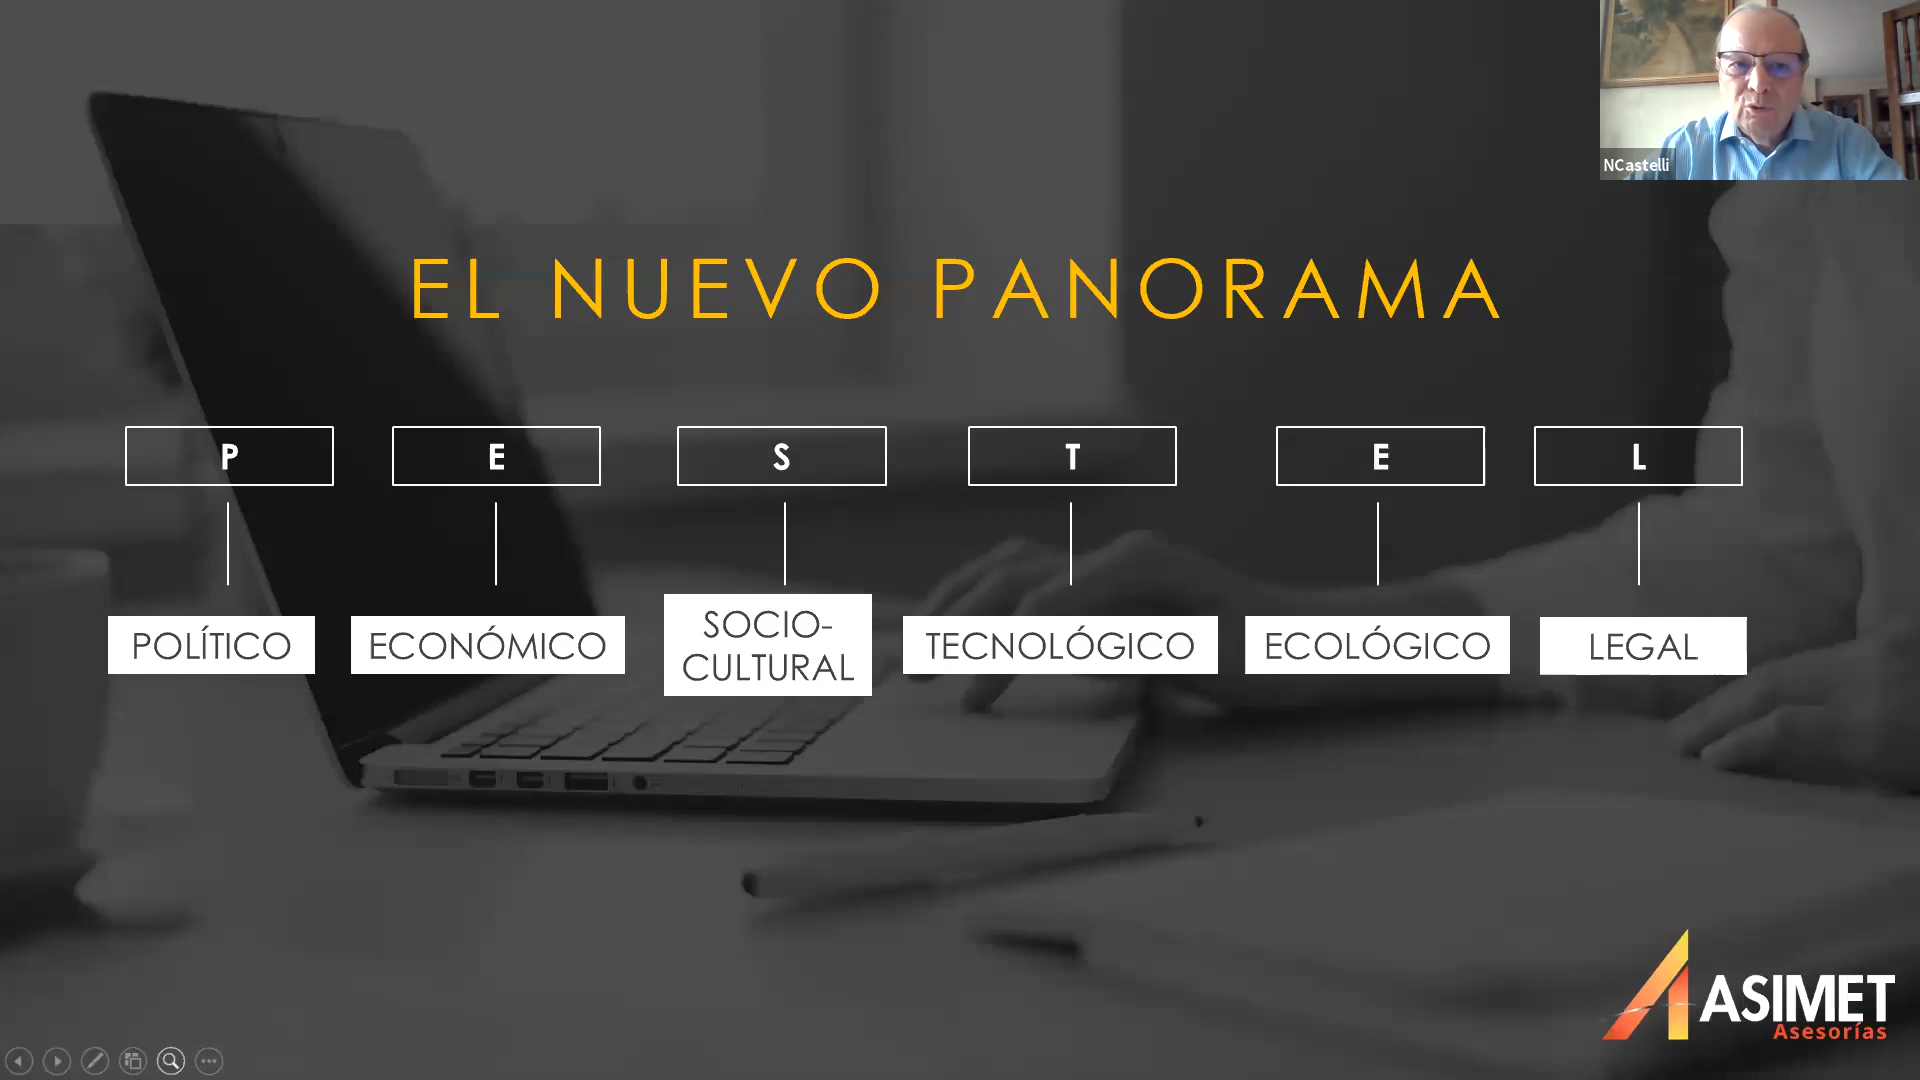 NCastelli
EL NUEVO PANORAMA
P
E
S
T
E
L
POLÍTICO
ECONÓMICO
SOCIO-
CULTURAL
TECNOLÓGICO
ECOLÓGICO
LEGAL
ASIMET
Asesorías